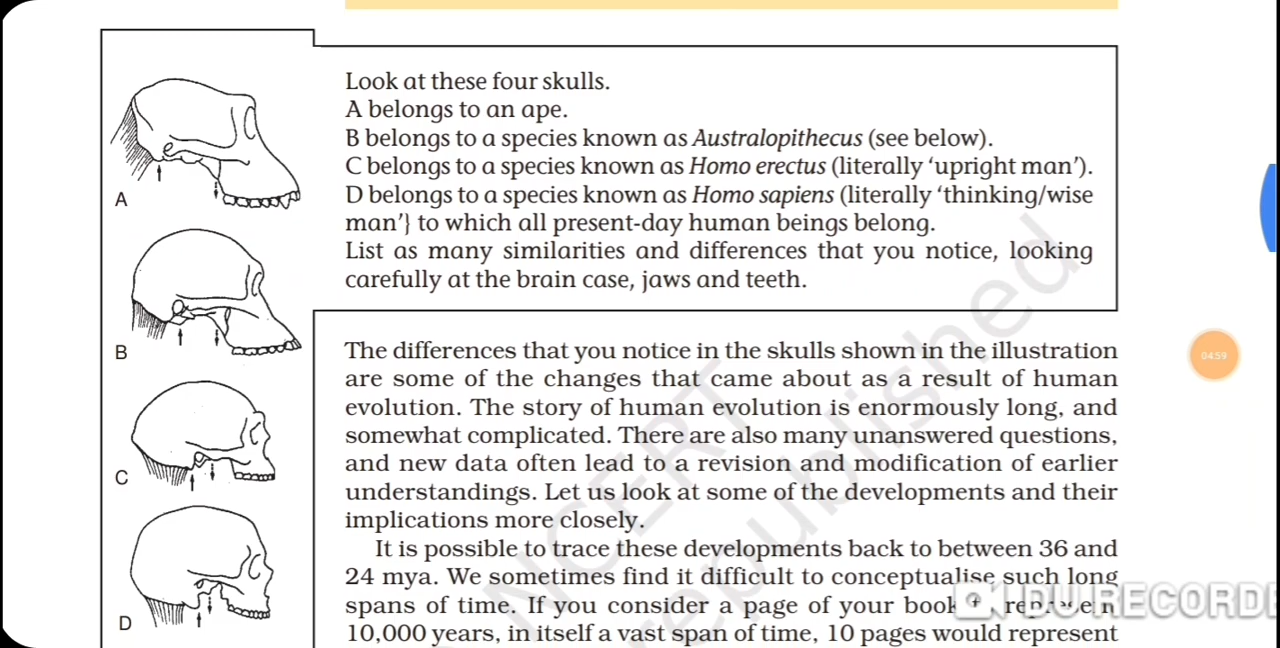 Look at these four skulls.
A belongs to an ape.
B belongs to a species known as Australopithecus (see below).
C belongs to a species known as Homo erectus (literally ‘upright man’).
D belongs to a species known as Homo sapiens (literally ‘thinking/wise
man’} to which all present-day human beings belong.
List as many similarities and differences that you notice, looking
carefully at the brain case, jaws and teeth.
A
B
C
D
The differences that you notice in the skulls shown in the illustration
are some of the changes that came about as a result of human
evolution. The story of human evolution is enormously long, and
somewhat complicated. There are also many unanswered questions,
and new data often lead to a revision and modification of earlier
understandings. Let us look at some of the developments and their
implications more closely.
It is possible to trace these developments back to between 36 and
24 mya. We sometimes find it difficult to conceptualise such long
spans of time. If you consider a page of your book
10,000 years, in itself a vast span of time, 10 pages would represent
04:59
NCERT
republished
DU RECORDE